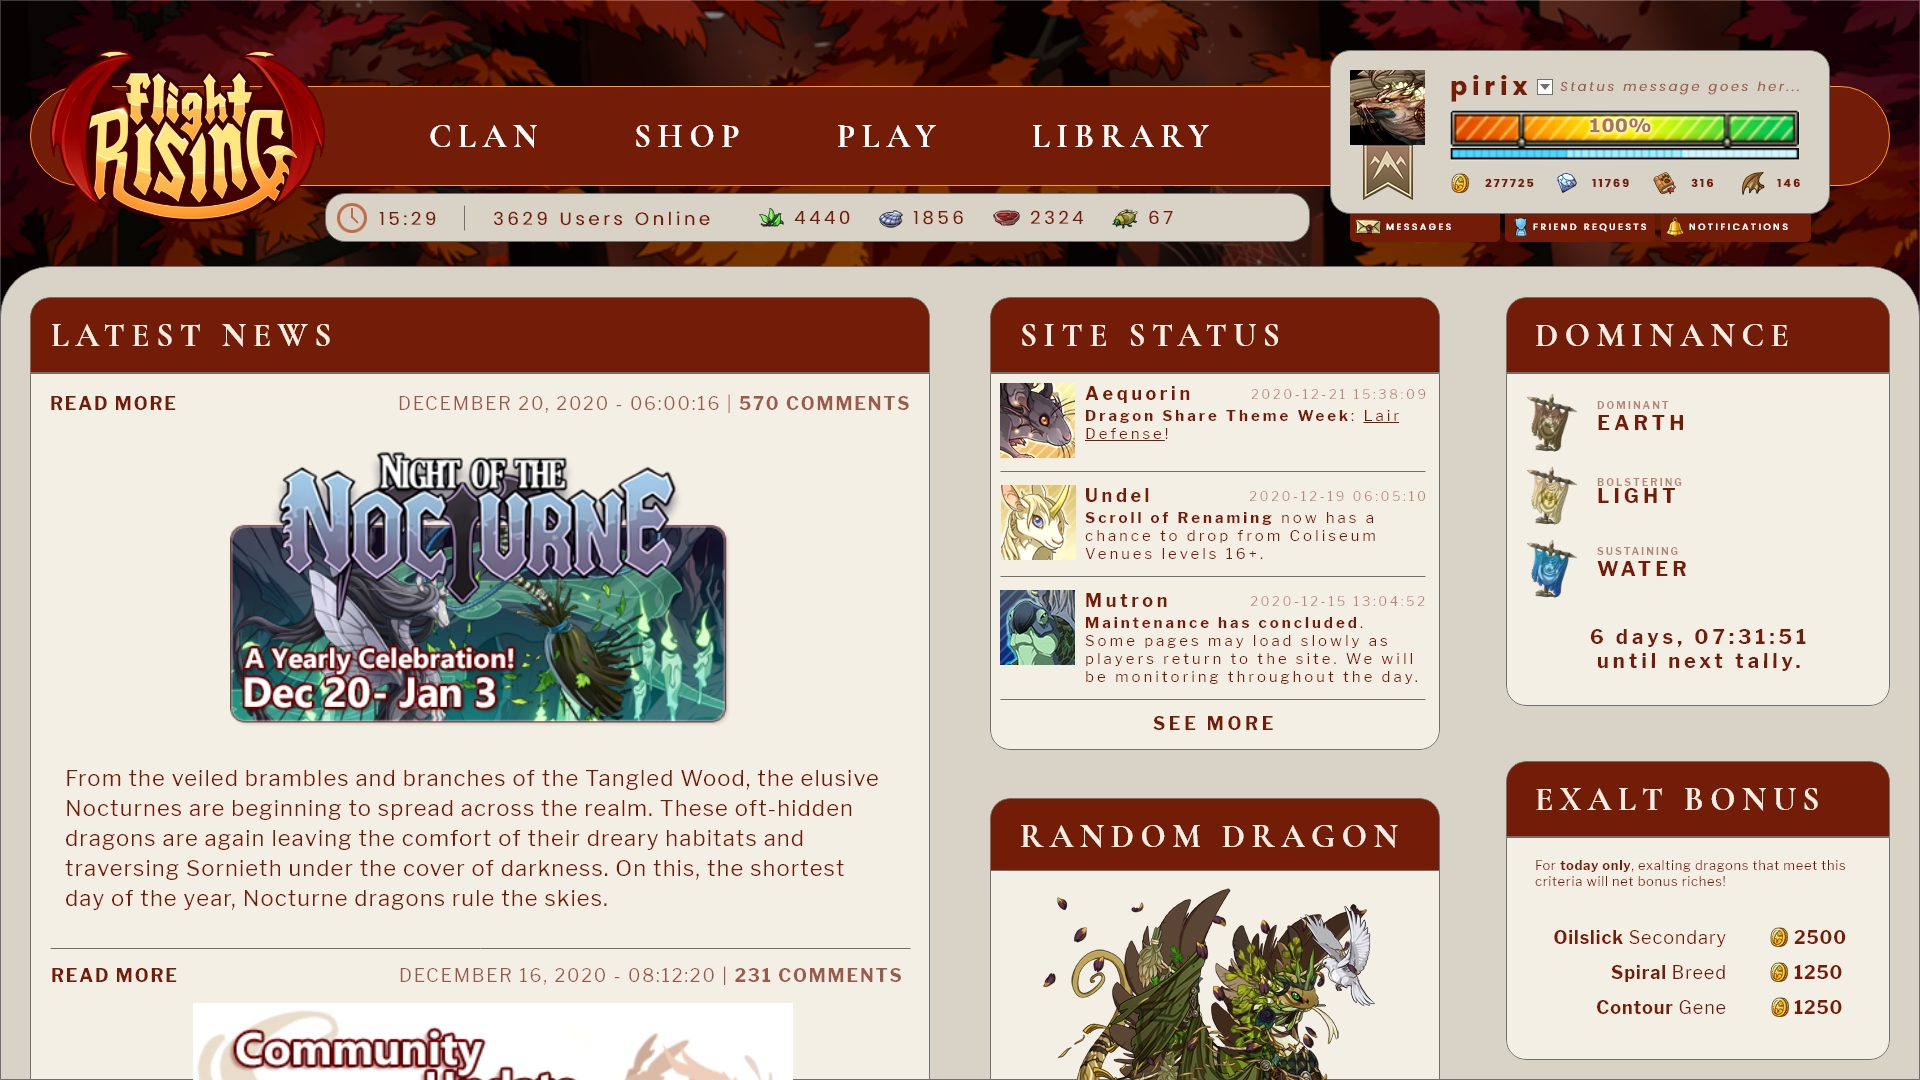 flight
RISING
CLAN SHOP PLAY LIBRARY
pirix Status message goes her...
100%
277725 11769 316 146
15:29 3629 Users Online 4440 1856 2324 67
MESSAGES FRIEND REQUESTS NOTIFICATIONS
LATEST NEWS
READ MORE DECEMBER 20, 2020 - 06:00:16 | 570 COMMENTS
NIGHT OF THE
NOCTURNE
A Yearly Celebration!
Dec 20- Jan 3
From the veiled brambles and branches of the Tangled Wood, the elusive
Nocturnes are beginning to spread across the realm. These oft-hidden
dragons are again leaving the comfort of their dreary habitats and
traversing Sornieth under the cover of darkness. On this, the shortest
day of the year, Nocturne dragons rule the skies.
READ MORE DECEMBER 16, 2020 - 08:12:20 | 231 COMMENTS
Community
Update
SITE STATUS
Aequorin 2020-12-21 15:38:09
Dragon Share Theme Week: Lair
Defense!
Undel 2020-12-19 06:05:10
Scroll of Renaming now has a
chance to drop from Coliseum
Venues levels 16+.
Mutron 2020-12-15 13:04:52
Maintenance has concluded.
Some pages may load slowly as
players return to the site. We will
be monitoring throughout the day.
SEE MORE
RANDOM DRAGON
DOMINANCE
DOMINANT
EARTH
BOLSTERING
LIGHT
SUSTAINING
WATER
6 days, 07:31:51
until next tally.
EXALT BONUS
For today only, exalting dragons that meet this
criteria will net bonus riches!
Oilslick Secondary 2500
Spiral Breed 1250
Contour Gene 1250